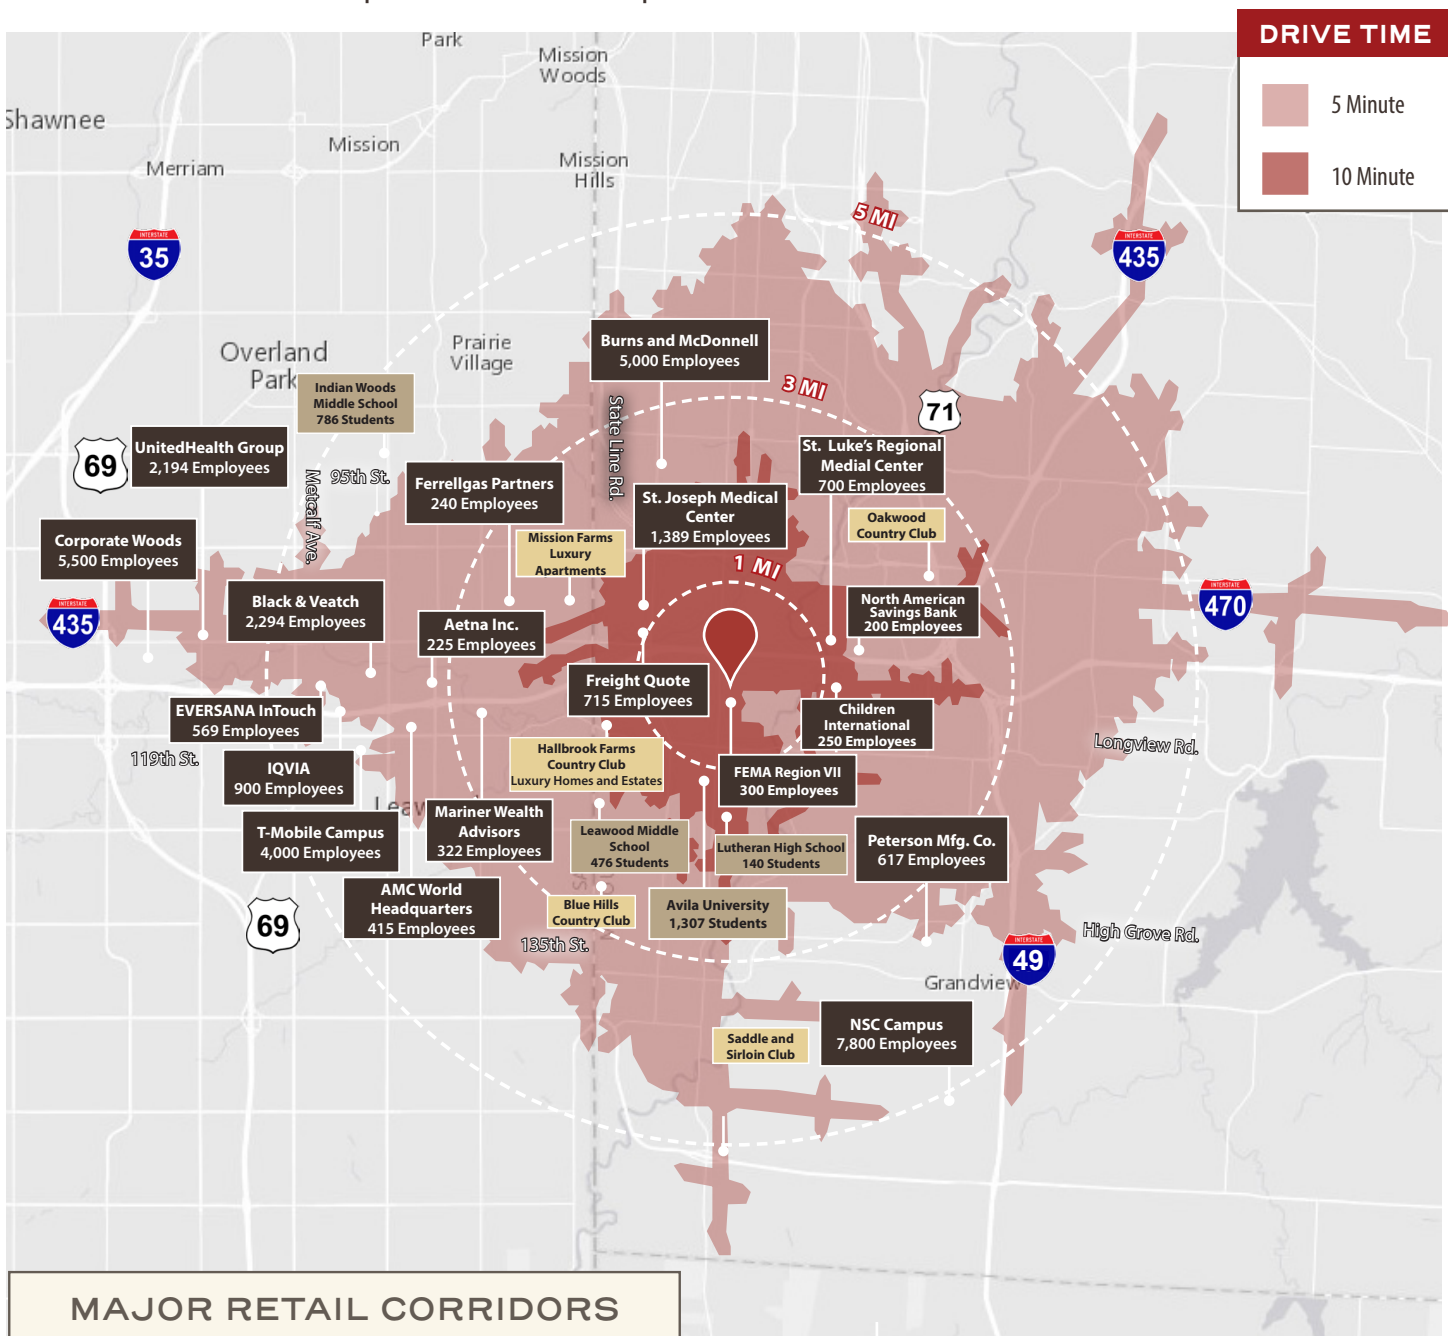 DRIVE TIME
5 Minute
10 Minute
Park
Mission
Woods
Shawnee
Mission
Merriam
Mission
Hills
5 MI
INTERSTATE
35
INTERSTATE
435
Overland
Park
Prairie
Village
Burns and McDonnell
5,000 Employees
3 MI
Indian Woods
Middle School
786 Students
State Line Rd.
71
69
UnitedHealth Group
2,194 Employees
95th St.
Metcalf Ave.
Ferrellgas Partners
240 Employees
St. Luke's Regional
Medial Center
700 Employees
St. Joseph Medical
Center
1,389 Employees
Oakwood
Country Club
Corporate Woods
5,500 Employees
Mission Farms
Luxury
Apartments
1 MI
INTERSTATE
435
Black & Veatch
2,294 Employees
Aetna Inc.
225 Employees
North American
Savings Bank
200 Employees
INTERSTATE
470
Freight Quote
715 Employees
EVERSANA InTouch
569 Employees
Children
International
250 Employees
119th St.
Longview Rd.
Hallbrook Farms
Country Club
Luxury Homes and Estates
IQVIA
900 Employees
FEMA Region VII
300 Employees
Mariner Wealth
Advisors
322 Employees
T-Mobile Campus
4,000 Employees
Leawood Middle
School
476 Students
Lutheran High School
140 Students
Peterson Mfg. Co.
617 Employees
AMC World
Headquarters
415 Employees
Blue Hills
Country Club
Avila University
1,307 Students
69
135th St.
High Grove Rd.
INTERSTATE
49
Grandview
NSC Campus
7,800 Employees
Saddle and
Sirloin Club
MAJOR RETAIL CORRIDORS